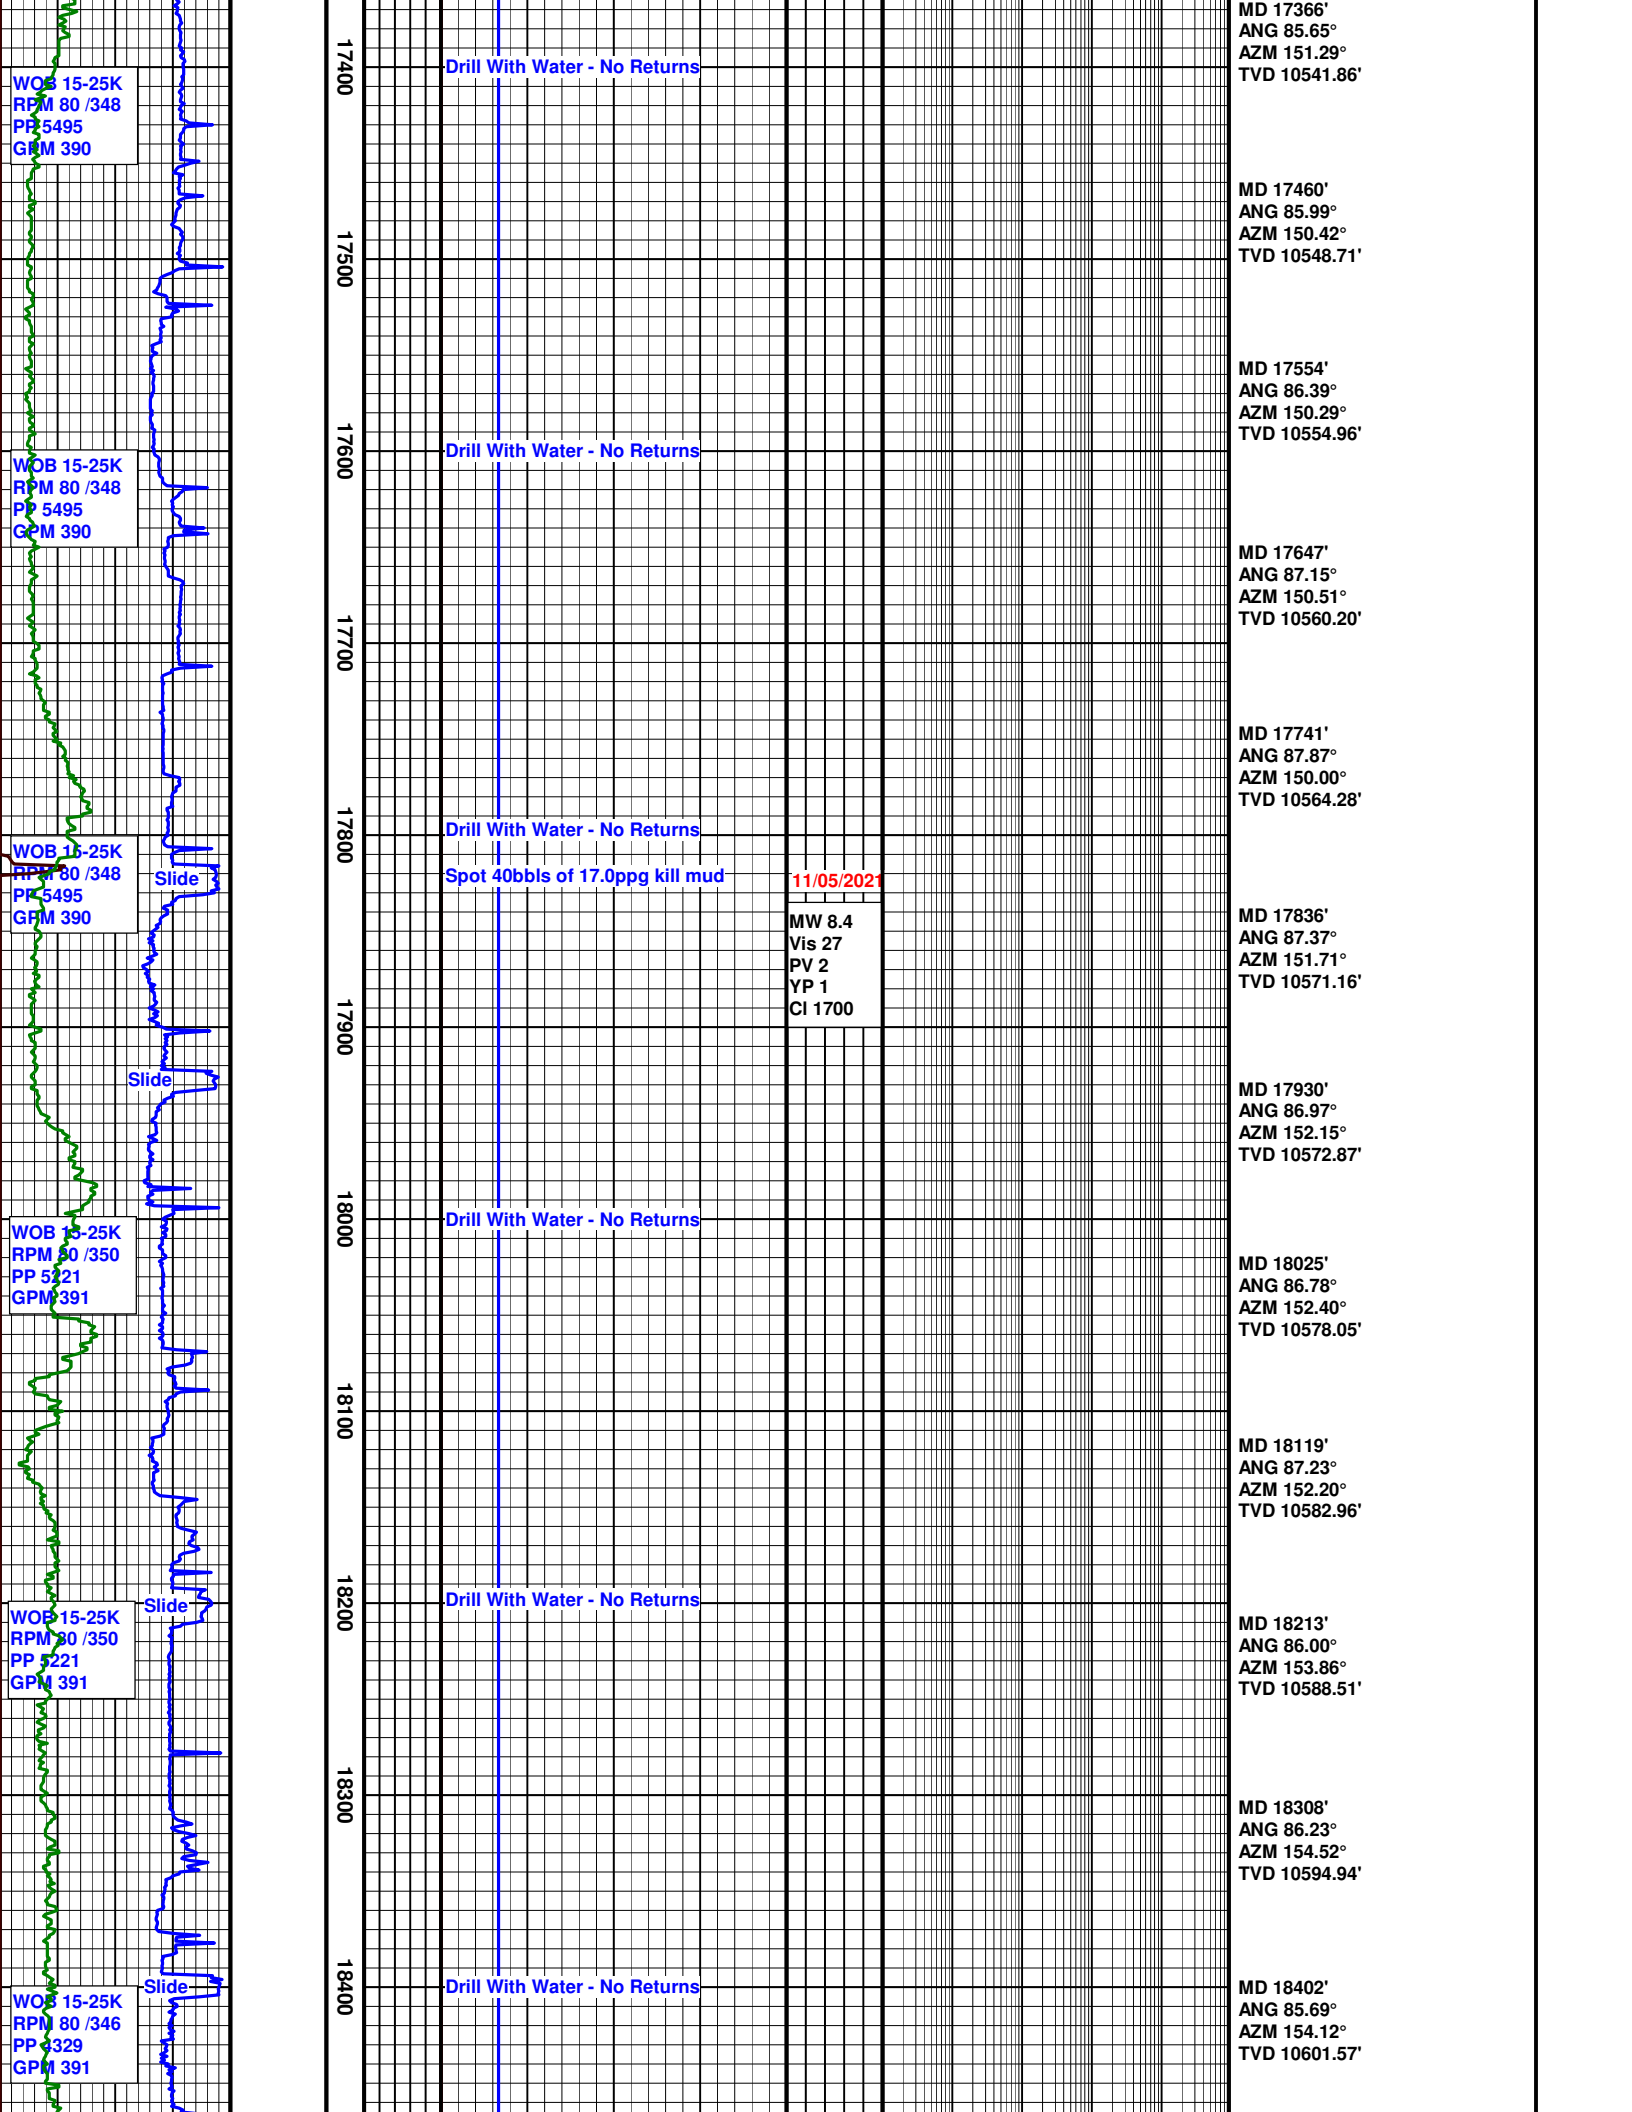 MD 17366'
ANG 85.65°
AZM 151.29°
TVD 10541.86'
17400
Drill With Water - No Returns
WOB 15-25K
RPM 80 /348
PP 5495
GPM 390
MD 17460'
ANG 85.99°
AZM 150.42°
TVD 10548.71'
17500
MD 17554'
ANG 86.39°
AZM 150.29°
TVD 10554.96'
17600
Drill With Water - No Returns
WOB 15-25K
RPM 80 /348
PP 5495
GPM 390
MD 17647'
ANG 87.15°
AZM 150.51°
TVD 10560.20'
17700
MD 17741'
ANG 87.87°
AZM 150.00°
TVD 10564.28'
17800
Drill With Water - No Returns
WOB 15-25K
RPM 80 /348
PP 5495
GPM 390
Slide
Spot 40bbls of 17.0ppg kill mud
11/05/2021
MW 8.4
Vis 27
PV 2
YP 1
Cl 1700
MD 17836'
ANG 87.37°
AZM 151.71°
TVD 10571.16'
17900
Slide
MD 17930'
ANG 86.97°
AZM 152.15°
TVD 10572.87'
18000
Drill With Water - No Returns
WOB 15-25K
RPM 80 /350
PP 5221
GPM 391
MD 18025'
ANG 86.78°
AZM 152.40°
TVD 10578.05'
18100
MD 18119'
ANG 87.23°
AZM 152.20°
TVD 10582.96'
18200
Slide
Drill With Water - No Returns
WOB 15-25K
RPM 80 /350
PP 5221
GPM 391
MD 18213'
ANG 86.00°
AZM 153.86°
TVD 10588.51'
18300
MD 18308'
ANG 86.23°
AZM 154.52°
TVD 10594.94'
18400
Slide
Drill With Water - No Returns
WOB 15-25K
RPM 80 /346
PP 4329
GPM 391
MD 18402'
ANG 85.69°
AZM 154.12°
TVD 10601.57'